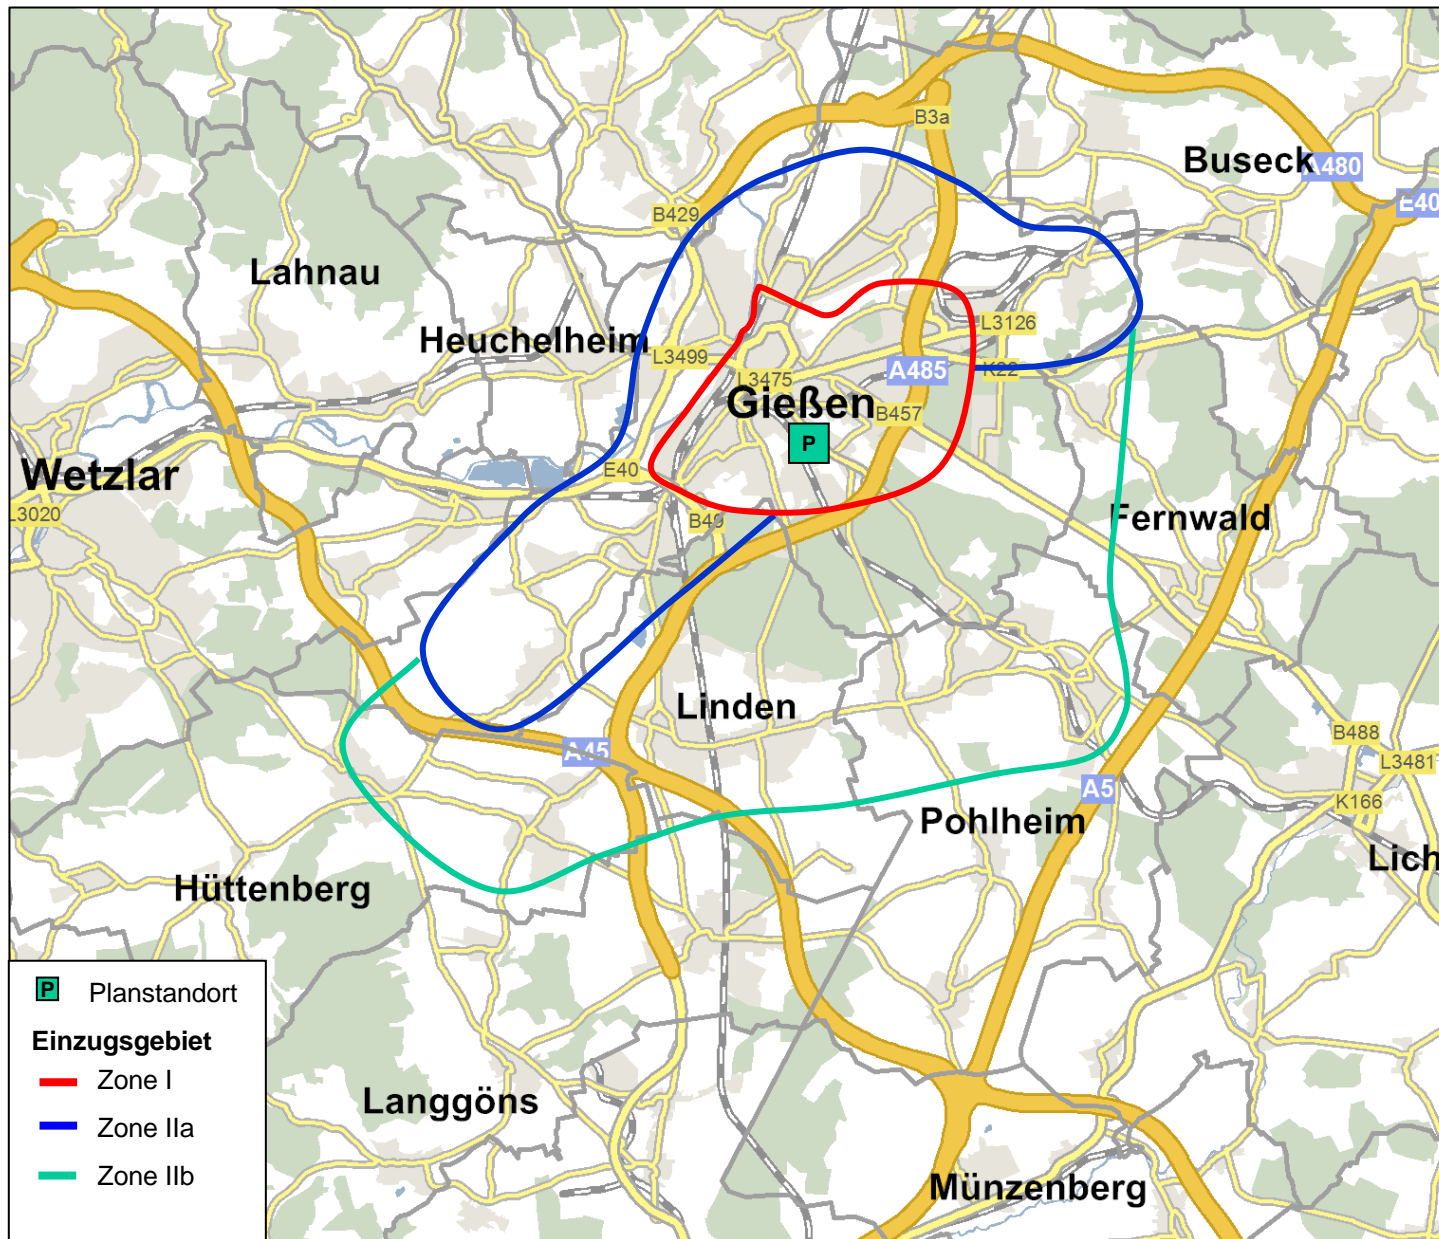 B3a
Buseck
A480
E40
B429
Lahnau
Heuchelheim
L3126
L3499
K22
A485
L3475
Gießen
B457
P
Wetzlar
E40
L3020
B49
Fernwald
Linden
B488
A45
L3481
A5
K166
Pohlheim
Lich
Hüttenberg
P Planstandort
Einzugsgebiet
Zone I
Zone IIa
Zone IIb
Langgöns
Münzenberg